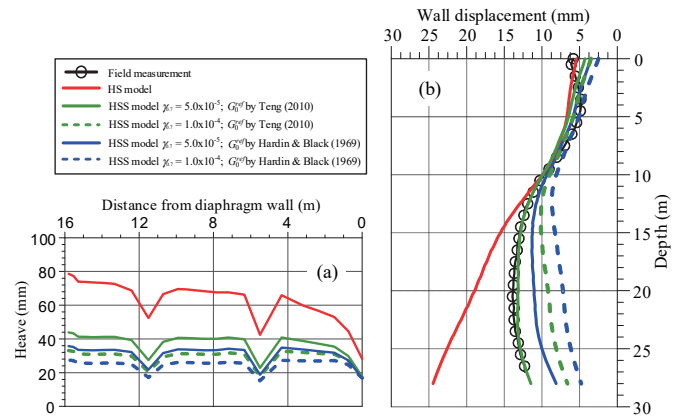 Wall displacement (mm)
30 25 20 15 10 5 0
(b)
0
5
10
15
20
25
30
Depth (m)
Field measurement
HS model
HSS model γ₀.₇ = 5.0x10⁻⁵; G₀ʳᵉᶠ by Teng (2010)
HSS model γ₀.₇ = 1.0x10⁻⁴; G₀ʳᵉᶠ by Teng (2010)
HSS model γ₀.₇ = 5.0x10⁻⁵; G₀ʳᵉᶠ by Hardin & Black (1969)
HSS model γ₀.₇ = 1.0x10⁻⁴; G₀ʳᵉᶠ by Hardin & Black (1969)
Distance from diaphragm wall (m)
16 12 8 4 0
(a)
100
80
60
40
20
0
Heave (mm)